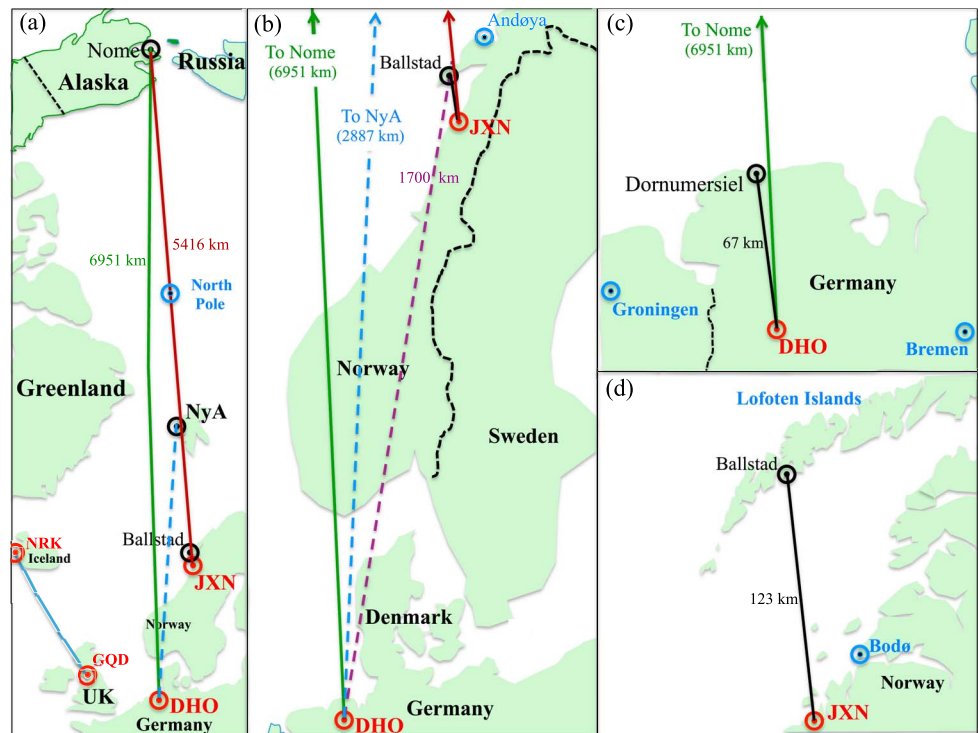 (a)
Nome
Russia
Alaska
5416 km
6951 km
North
Pole
Greenland
NyA
Ballstad
NRK
Iceland
JXN
Norway
GQD
UK
DHO
Germany
(b)
Andøya
To Nome
(6951 km)
Ballstad
To NyA
(2887 km)
JXN
1700 km
Norway
Sweden
Denmark
Germany
DHO
(c)
To Nome
(6951 km)
Dornumersiel
67 km
Germany
Groningen
DHO
Bremen
(d)
Lofoten Islands
Ballstad
123 km
Bodø
Norway
JXN